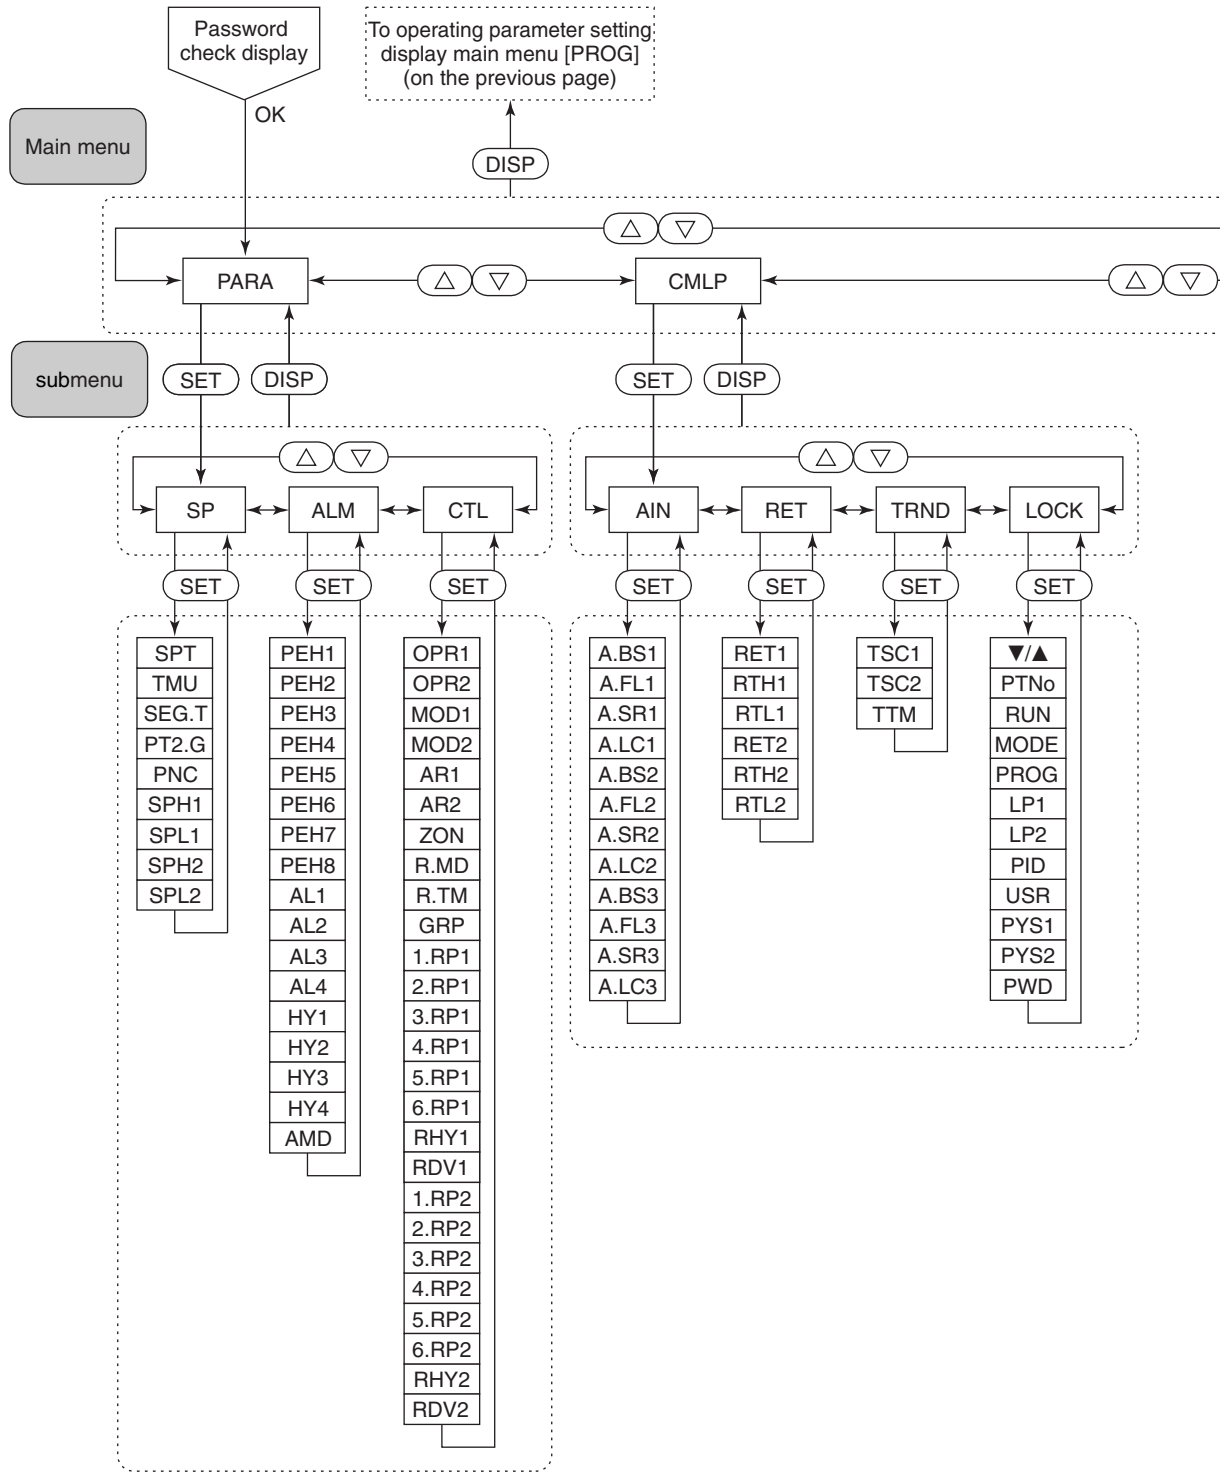 Password
check display
To operating parameter setting
display main menu [PROG]
(on the previous page)
OK
Main menu
DISP
△ ▽
PARA
△ ▽
CMLP
△ ▽
submenu
SET
DISP
SET
DISP
△ ▽
△ ▽
SP
ALM
CTL
AIN
RET
TRND
LOCK
SET
SET
SET
SET
SET
SET
SET
SPT
TMU
SEG.T
PT2.G
PNC
SPH1
SPL1
SPH2
SPL2
PEH1
PEH2
PEH3
PEH4
PEH5
PEH6
PEH7
PEH8
AL1
AL2
AL3
AL4
HY1
HY2
HY3
HY4
AMD
OPR1
OPR2
MOD1
MOD2
AR1
AR2
ZON
R.MD
R.TM
GRP
1.RP1
2.RP1
3.RP1
4.RP1
5.RP1
6.RP1
RHY1
RDV1
1.RP2
2.RP2
3.RP2
4.RP2
5.RP2
6.RP2
RHY2
RDV2
A.BS1
A.FL1
A.SR1
A.LC1
A.BS2
A.FL2
A.SR2
A.LC2
A.BS3
A.FL3
A.SR3
A.LC3
RET1
RTH1
RTL1
RET2
RTH2
RTL2
TSC1
TSC2
TTM
▼/▲
PTNo
RUN
MODE
PROG
LP1
LP2
PID
USR
PYS1
PYS2
PWD